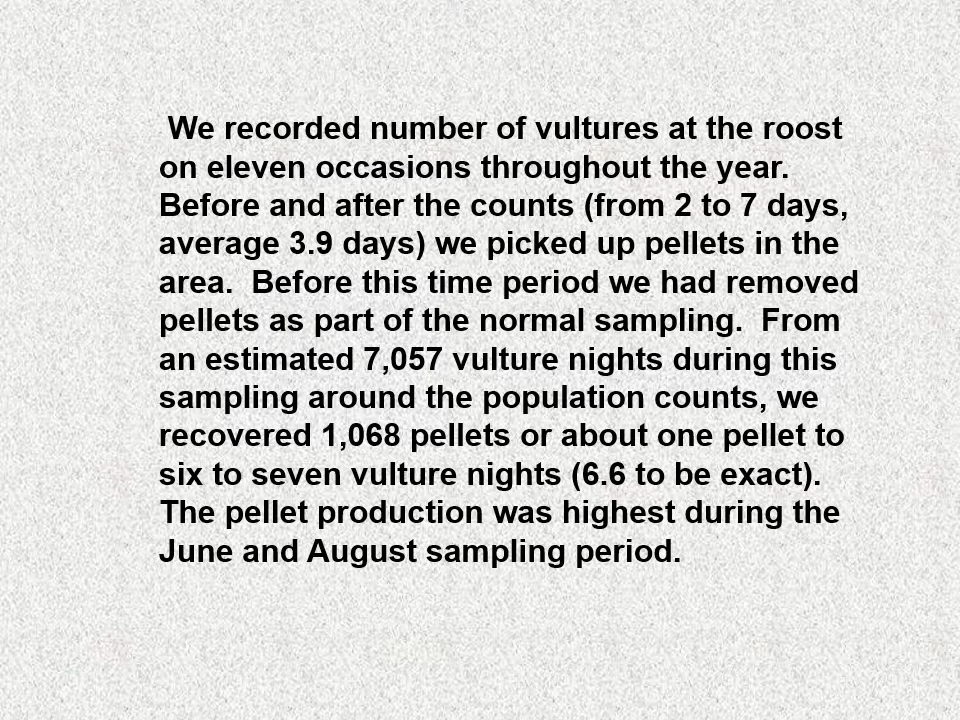 We recorded number of vultures at the roost
on eleven occasions throughout the year.
Before and after the counts (from 2 to 7 days,
average 3.9 days) we picked up pellets in the
area.  Before this time period we had removed
pellets as part of the normal sampling.  From
an estimated 7,057 vulture nights during this
sampling around the population counts, we
recovered 1,068 pellets or about one pellet to
six to seven vulture nights (6.6 to be exact).
The pellet production was highest during the
June and August sampling period.